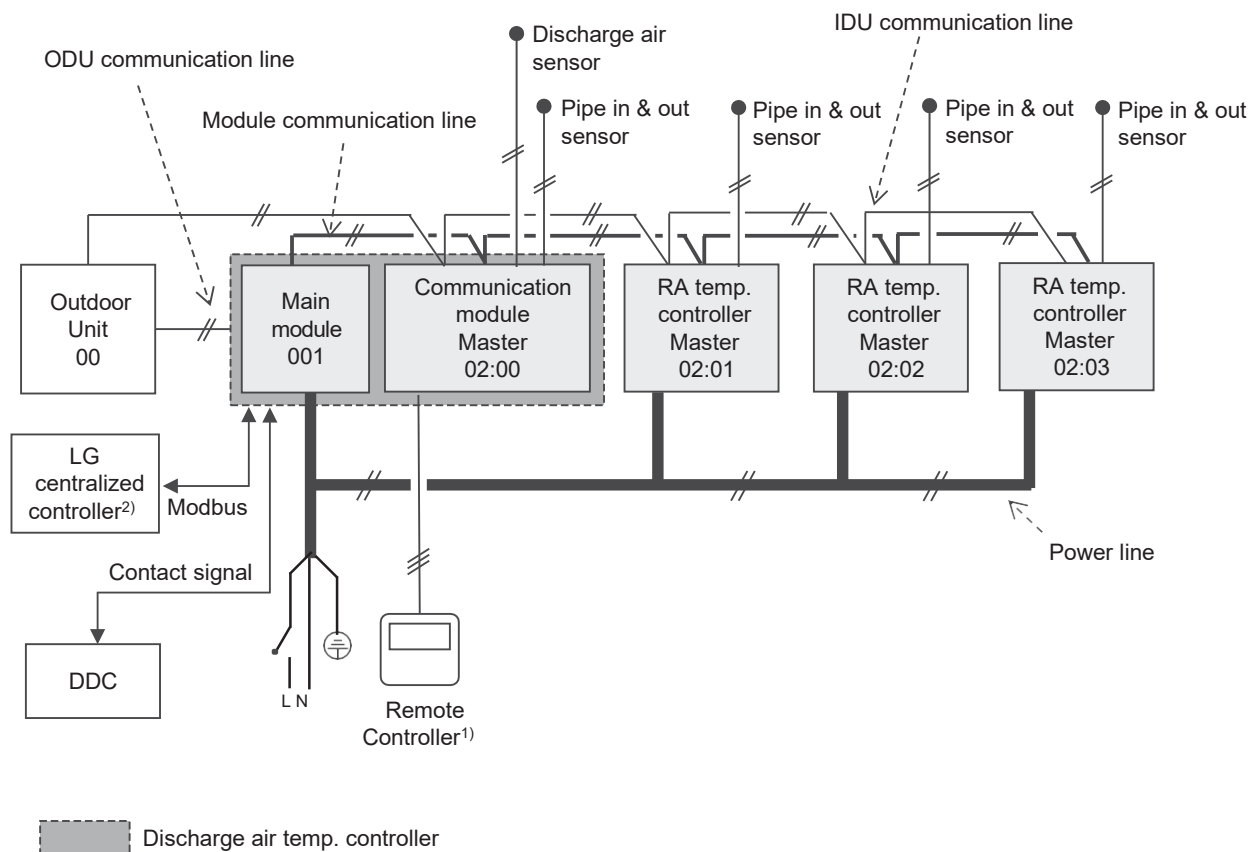 Discharge air
sensor
IDU communication line
ODU communication line
Module communication line
Pipe in & out
sensor
Pipe in & out
sensor
Pipe in & out
sensor
Pipe in & out
sensor
Outdoor
Unit
00
Main
module
001
Communication
module
Master
02:00
RA temp.
controller
Master
02:01
RA temp.
controller
Master
02:02
RA temp.
controller
Master
02:03
LG
centralized
controller2)
Modbus
Power line
Contact signal
DDC
L N
Remote
Controller1)
Discharge air temp. controller